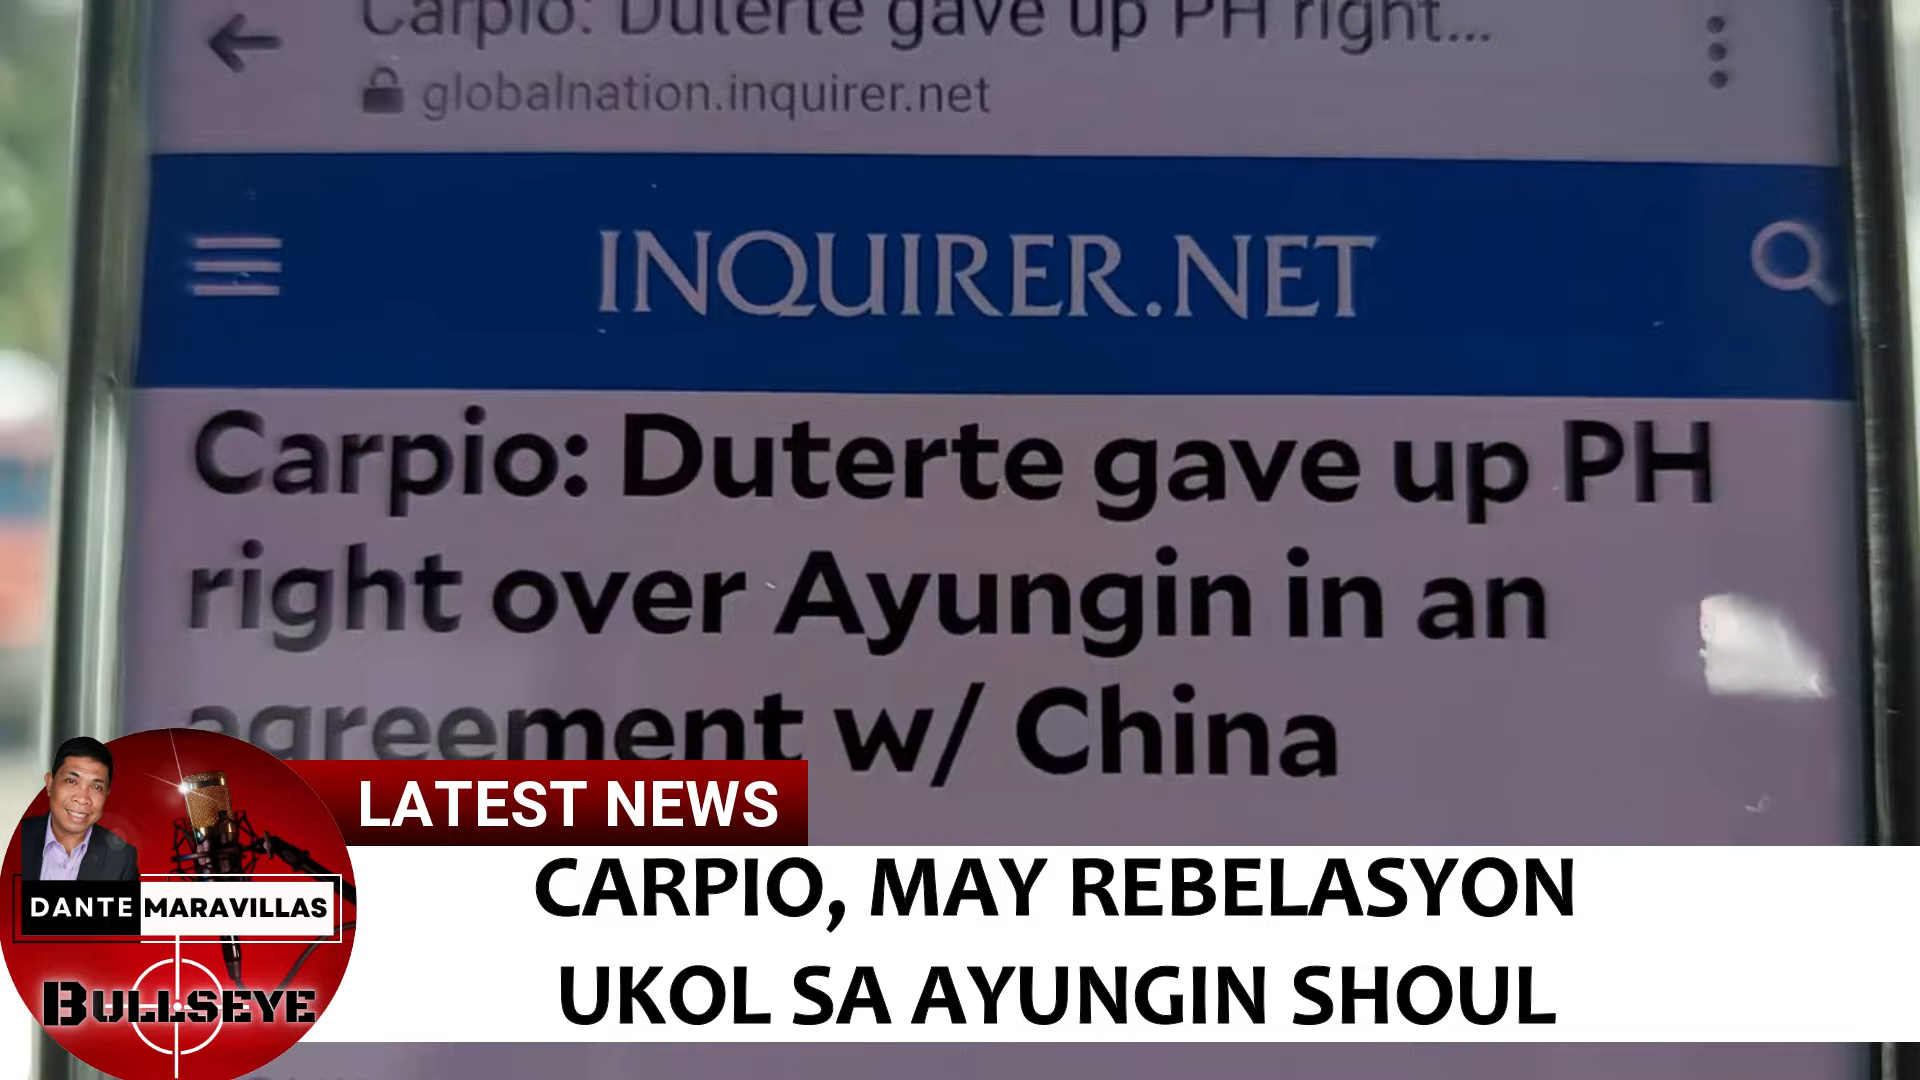 Carpio: Duterte gave up PH right...
globalnation.inquirer.net
INQUIRER.NET
Carpio: Duterte gave up PH
right over Ayungin in an
agreement w/ China
LATEST NEWS
CARPIO, MAY REBELASYON
UKOL SA AYUNGIN SHOUL
DANTE MARAVILLAS
BULLSEYE